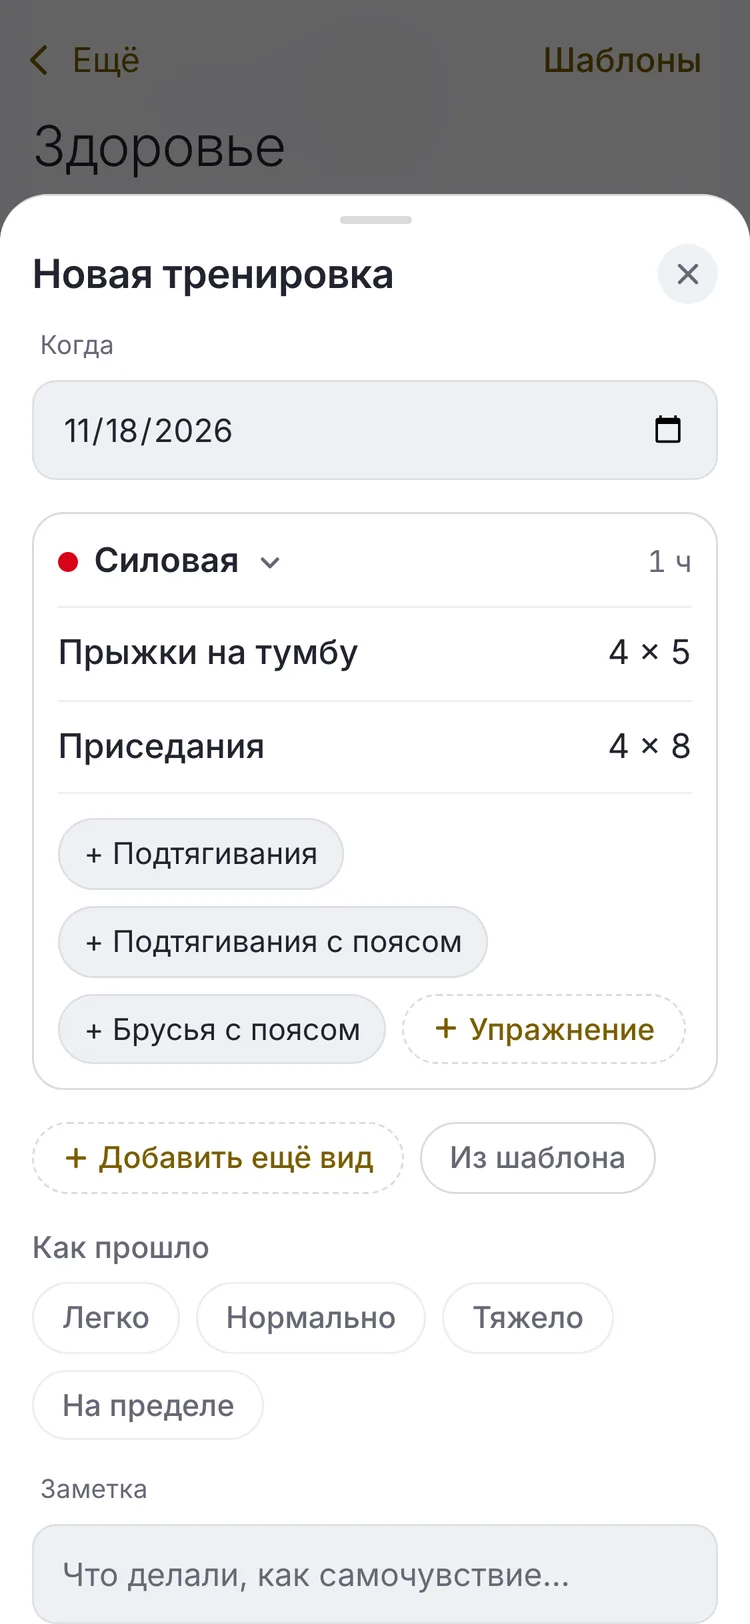 Ещё Шаблоны
Здоровье
Новая тренировка
Когда
11/18/2026
Силовая 1 ч
Прыжки на тумбу 4 × 5
Приседания 4 × 8
+ Подтягивания
+ Подтягивания с поясом
+ Брусья с поясом + Упражнение
+ Добавить ещё вид Из шаблона
Как прошло
Легко Нормально Тяжело
На пределе
Заметка
Что делали, как самочувствие...